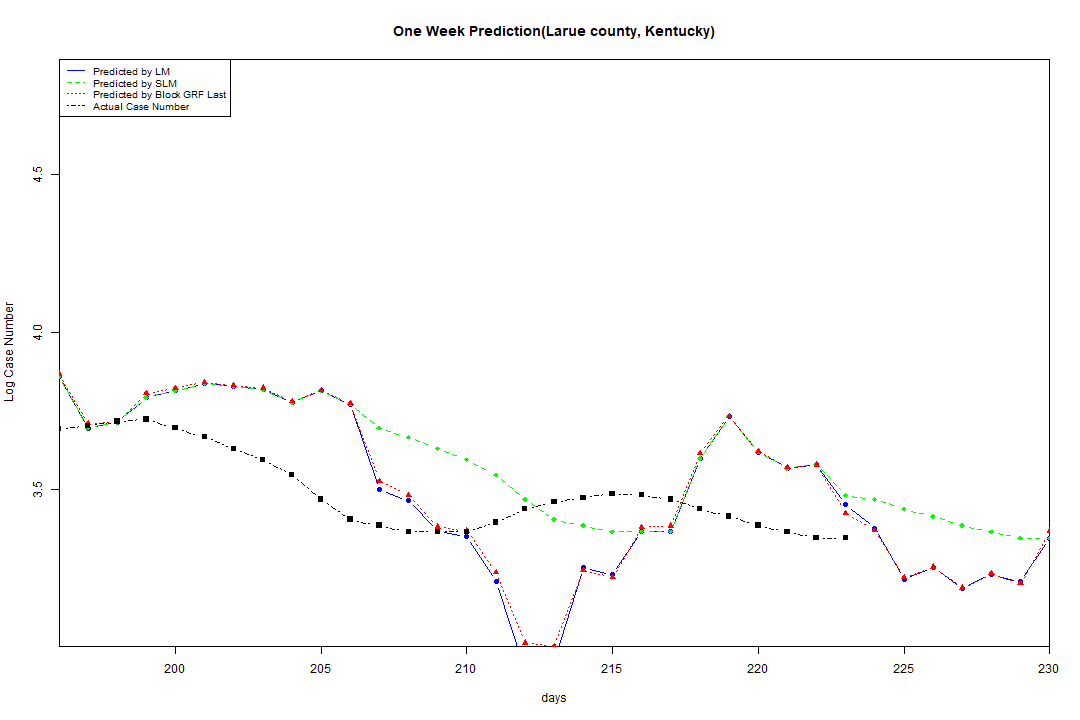 One Week Prediction(Larue county, Kentucky)
Predicted by LM
Predicted by SLM
Predicted by Block GRF Last
Actual Case Number
4.5
4.0
3.5
Log Case Number
200 205 210 215 220 225 230
days